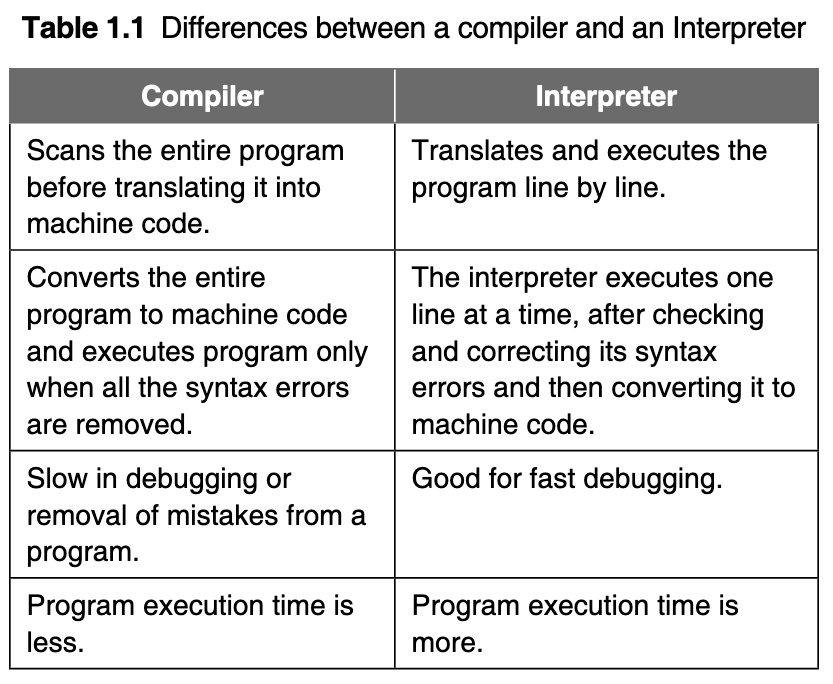 Table 1.1 Differences between a compiler and an Interpreter
Compiler
Interpreter
Scans the entire program
before translating it into
machine code.
Translates and executes the
program line by line.
Converts the entire
program to machine code
and executes program only
when all the syntax errors
are removed.
The interpreter executes one
line at a time, after checking
and correcting its syntax
errors and then converting it to
machine code.
Slow in debugging or
removal of mistakes from a
program.
Good for fast debugging.
Program execution time is
less.
Program execution time is
more.